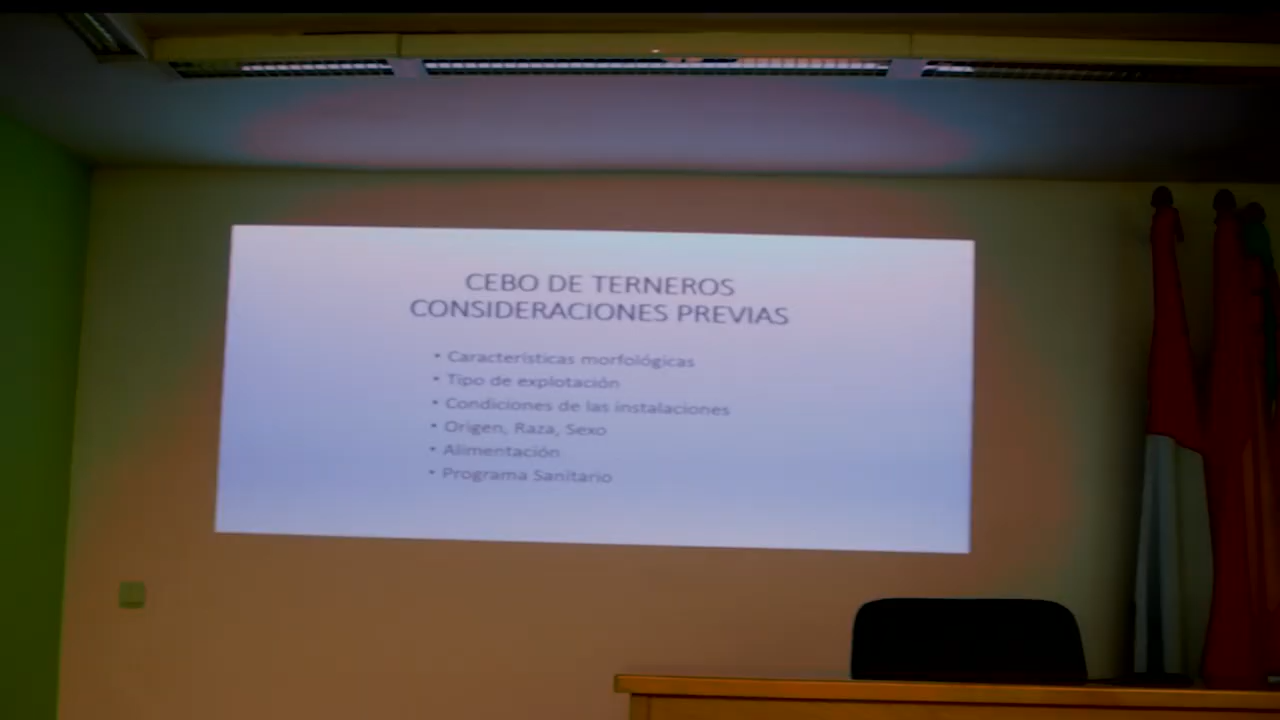 CEBO DE TERNEROS
CONSIDERACIONES PREVIAS
• Características morfológicas
• Tipo de explotación
• Condiciones de las instalaciones
• Origen, Raza, Sexo
• Alimentación
• Programa Sanitario